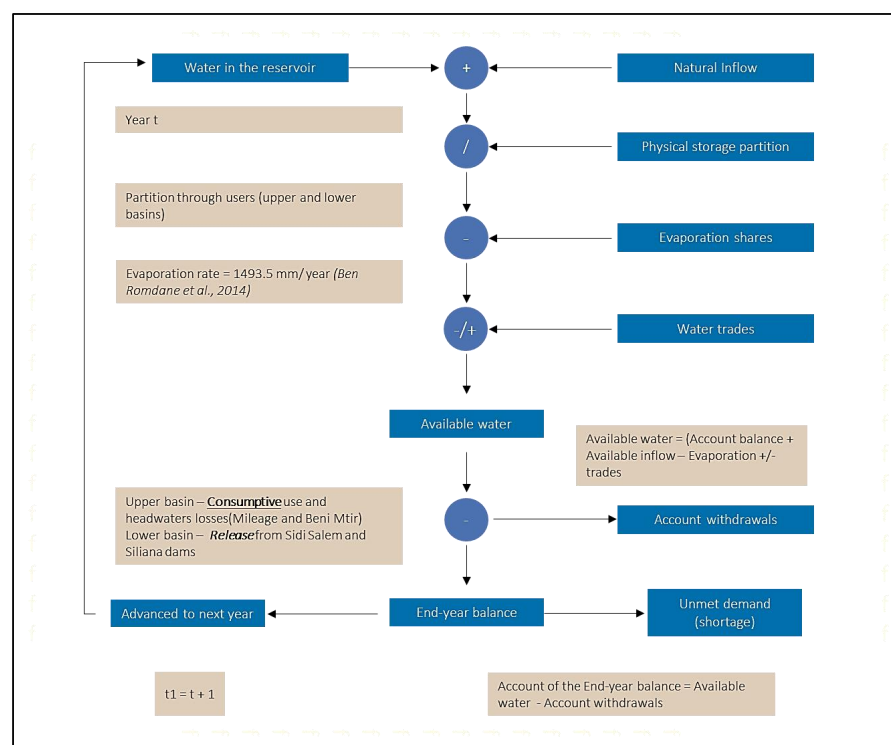 Water in the reservoir
+
Natural Inflow
Year t
/
Physical storage partition
Partition through users (upper and lower
basins)
-
Evaporation shares
Evaporation rate = 1493.5 mm/ year (Ben
Romdane et al., 2014)
-/+
Water trades
Available water
Available water = (Account balance +
Available inflow – Evaporation +/-
trades
Upper basin – Consumptive use and
headwaters losses(Mileage and Beni Mtir)
Lower basin – Release from Sidi Salem and
Siliana dams
-
Account withdrawals
Advanced to next year
End-year balance
Unmet demand
(shortage)
t1 = t + 1
Account of the End-year balance = Available
water - Account withdrawals